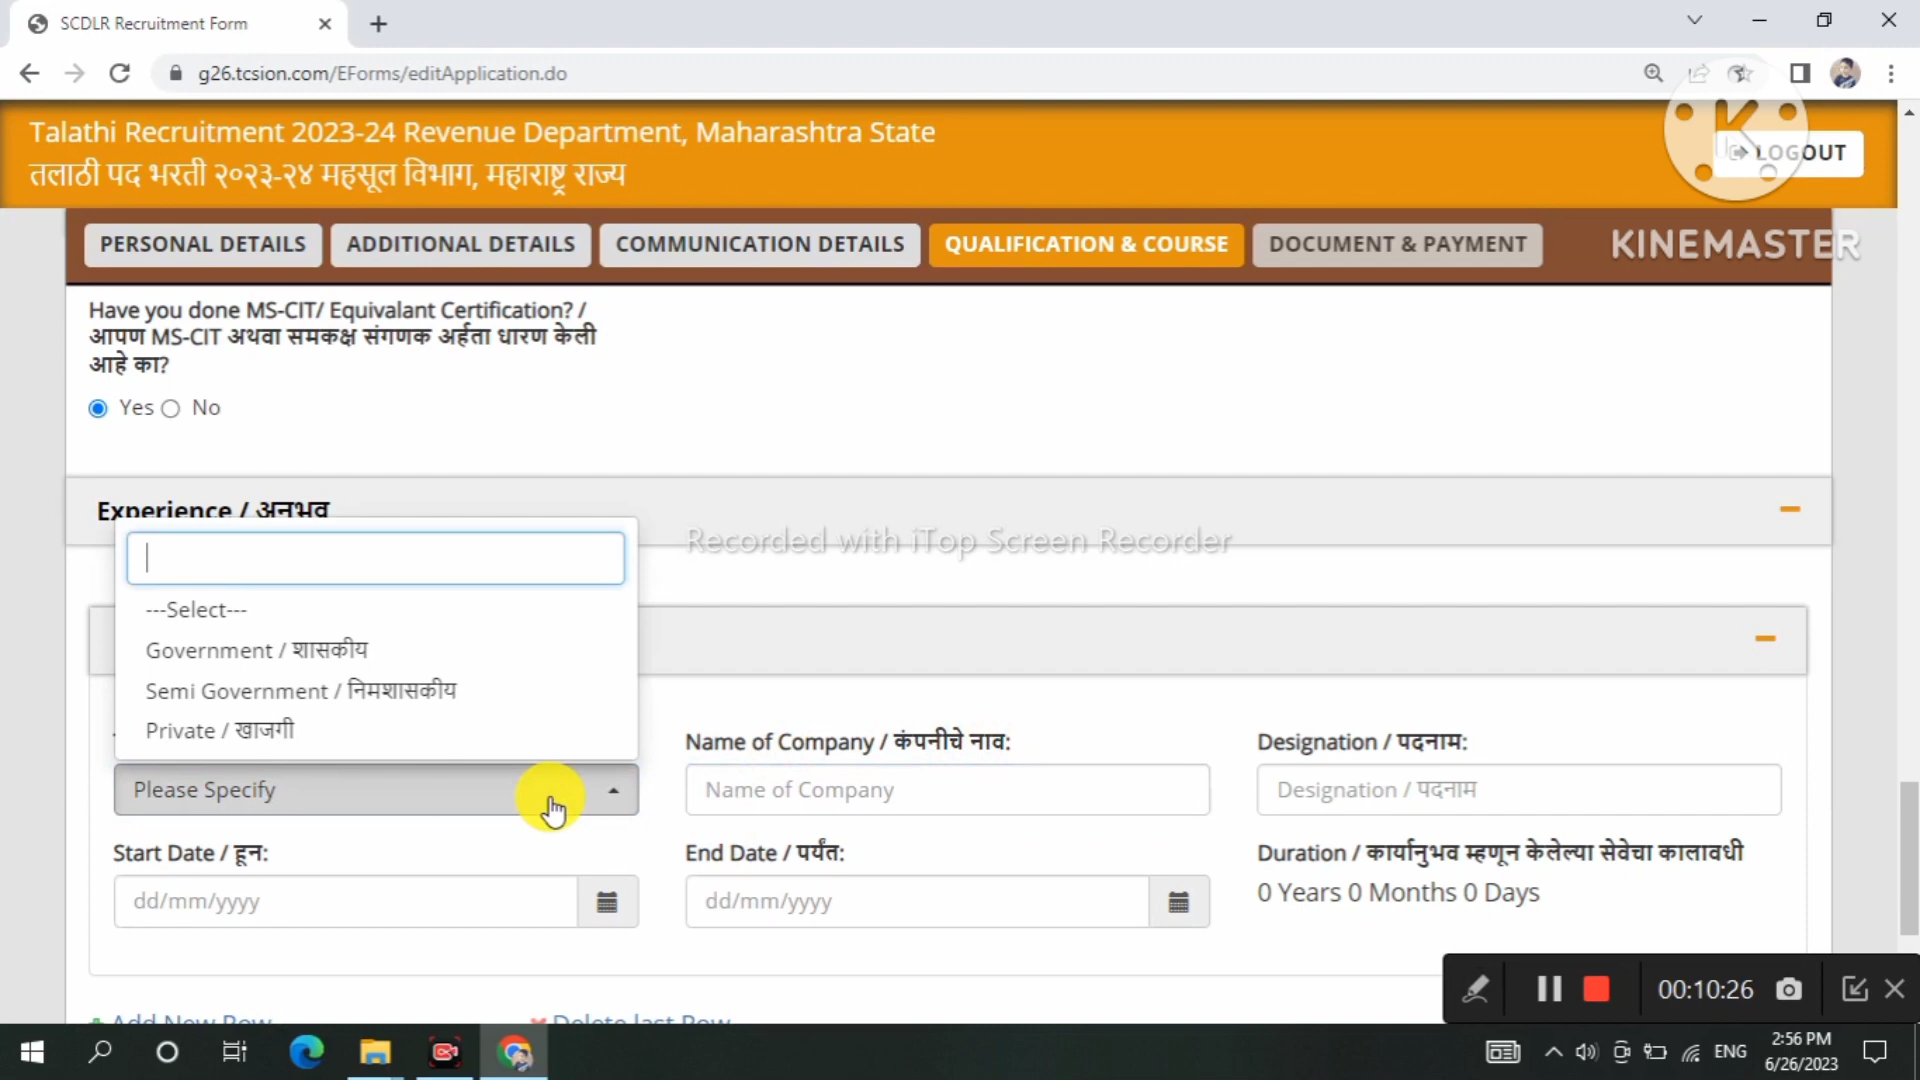 SCDLR Recruitment Form
g26.tcsion.com/EForms/editApplication.do
Talathi Recruitment 2023-24 Revenue Department, Maharashtra State
तलाठी पद भरती २०२३-२४ महसूल विभाग, महाराष्ट्र राज्य
LOGOUT
PERSONAL DETAILS
ADDITIONAL DETAILS
COMMUNICATION DETAILS
QUALIFICATION & COURSE
DOCUMENT & PAYMENT
KINEMASTER
Have you done MS-CIT/ Equivalant Certification? /
आपण MS-CIT अथवा समकक्ष संगणक अर्हता धारण केली
आहे का?
Yes No
Experience / अनुभव
Recorded with iTop Screen Recorder
---Select---
Government / शासकीय
Semi Government / निमशासकीय
Private / खाजगी
Please Specify
Name of Company / कंपनीचे नाव:
Name of Company
Designation / पदनाम:
Designation / पदनाम
Start Date / हून:
dd/mm/yyyy
End Date / पर्यंत:
dd/mm/yyyy
Duration / कार्यानुभव म्हणून केलेल्या सेवेचा कालावधी
0 Years 0 Months 0 Days
Add New Row
Delete last Row
00:10:26
ENG
2:56 PM
6/26/2023